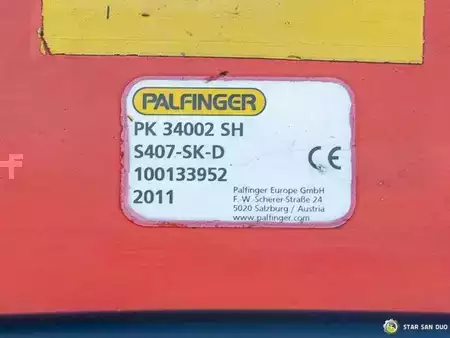 PALFINGER
PK 34002 SH
S407-SK-D
100133952
2011
CE
Palfinger Europe GmbH
F.-W.-Scherer-Straße 24
5020 Salzburg / Austria
www.palfinger.com
STAR SAN DUO